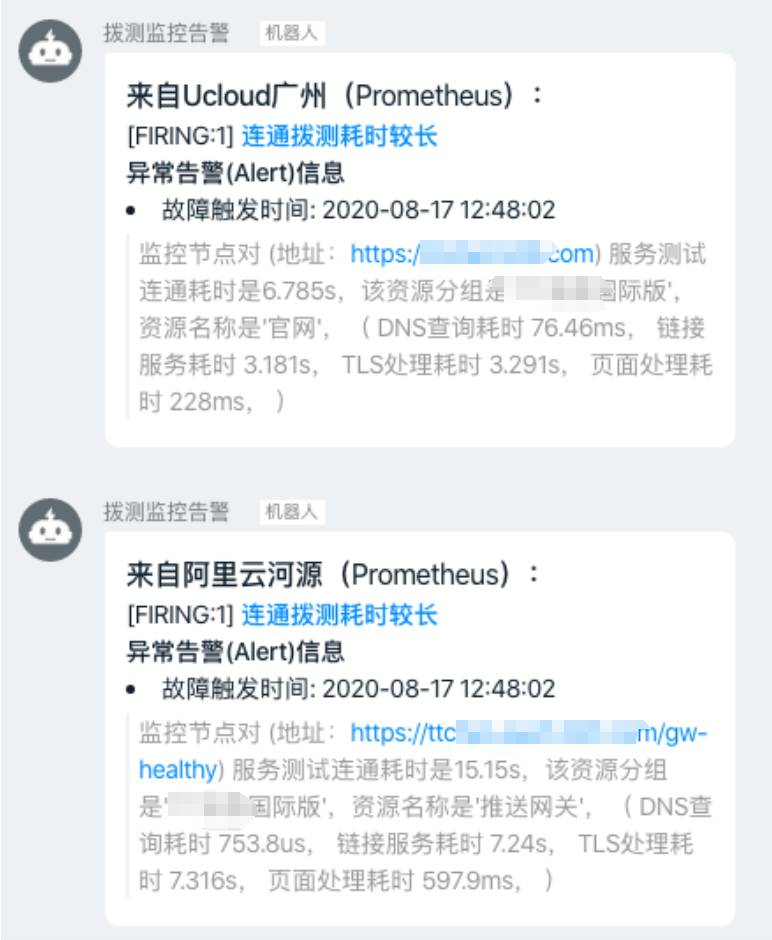 拨测监控告警 机器人
来自Ucloud广州（Prometheus）：
[FIRING:1] 连通拨测耗时较长
异常告警(Alert)信息
• 故障触发时间: 2020-08-17 12:48:02
监控节点对 (地址： https:/ com) 服务测试
连通耗时是6.785s，该资源分组是 国际版',
资源名称是'官网'，（ DNS查询耗时 76.46ms， 链接
服务耗时 3.181s， TLS处理耗时 3.291s， 页面处理耗
时 228ms， ）
拨测监控告警 机器人
来自阿里云河源（Prometheus）：
[FIRING:1] 连通拨测耗时较长
异常告警(Alert)信息
• 故障触发时间: 2020-08-17 12:48:02
监控节点对 (地址： https://ttc m/gw-
healthy) 服务测试连通耗时是15.15s，该资源分组
是' 国际版'，资源名称是'推送网关'，（ DNS查
询耗时 753.8us， 链接服务耗时 7.24s， TLS处理耗
时 7.316s， 页面处理耗时 597.9ms， ）